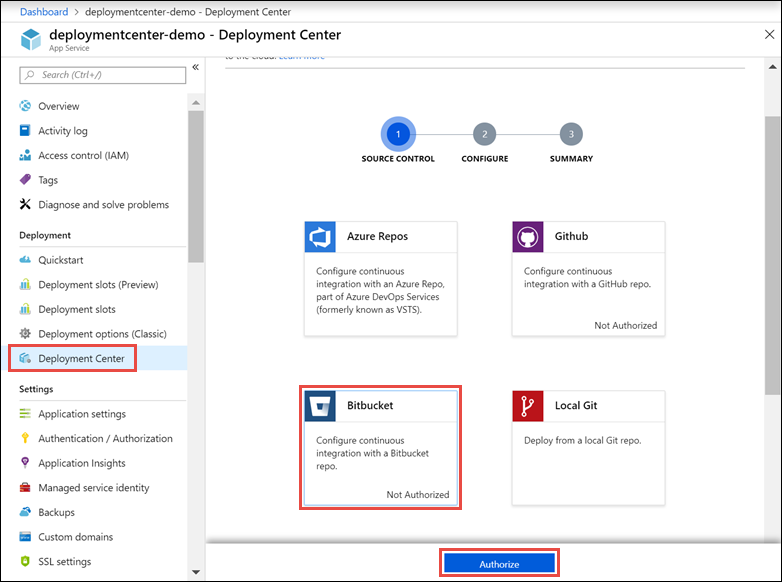 Dashboard > deploymentcenter-demo - Deployment Center
deploymentcenter-demo - Deployment Center
App Service
Search (Ctrl+/)
Overview
Activity log
Access control (IAM)
Tags
Diagnose and solve problems
Deployment
Quickstart
Deployment slots (Preview)
Deployment slots
Deployment options (Classic)
Deployment Center
Settings
Application settings
Authentication / Authorization
Application Insights
Managed service identity
Backups
Custom domains
SSL settings
to the cloud. Learn more
1 2 3
SOURCE CONTROL CONFIGURE SUMMARY
Azure Repos
Configure continuous
integration with an Azure Repo,
part of Azure DevOps Services
(formerly known as VSTS).
Github
Configure continuous
integration with a GitHub repo.
Not Authorized
Bitbucket
Configure continuous
integration with a Bitbucket
repo.
Not Authorized
Local Git
Deploy from a local Git repo.
Authorize